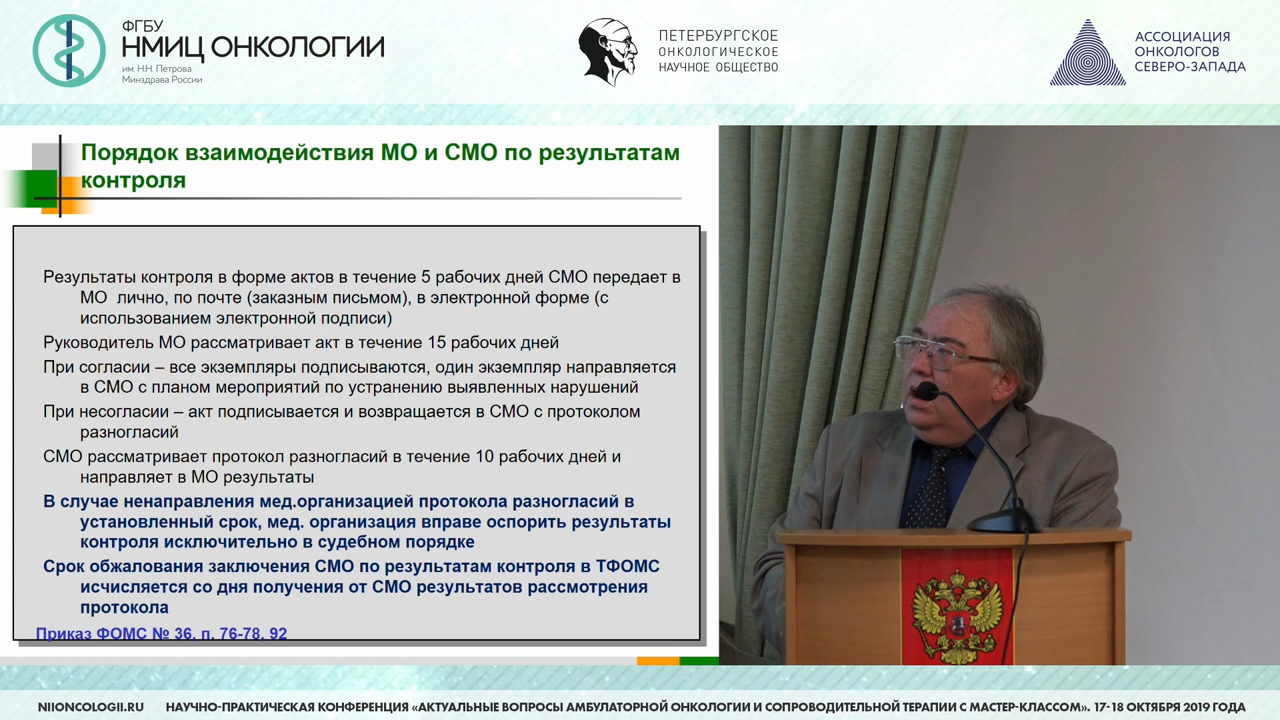 ФГБУ
НМИЦ ОНКОЛОГИИ
им. Н.Н. Петрова
Минздрава России
ПЕТЕРБУРГСКОЕ
ОНКОЛОГИЧЕСКОЕ
НАУЧНОЕ ОБЩЕСТВО
АССОЦИАЦИЯ
ОНКОЛОГОВ
СЕВЕРО-ЗАПАДА
Порядок взаимодействия МО и СМО по результатам
контроля
Результаты контроля в форме актов в течение 5 рабочих дней СМО передает в
МО лично, по почте (заказным письмом), в электронной форме (с
использованием электронной подписи)
Руководитель МО рассматривает акт в течение 15 рабочих дней
При согласии – все экземпляры подписываются, один экземпляр направляется
в СМО с планом мероприятий по устранению выявленных нарушений
При несогласии – акт подписывается и возвращается в СМО с протоколом
разногласий
СМО рассматривает протокол разногласий в течение 10 рабочих дней и
направляет в МО результаты
В случае ненаправления мед.организацией протокола разногласий в
установленный срок, мед. организация вправе оспорить результаты
контроля исключительно в судебном порядке
Срок обжалования заключения СМО по результатам контроля в ТФОМС
исчисляется со дня получения от СМО результатов рассмотрения
протокола
Приказ ФОМС № 36, п. 76-78, 92
NIIONCOLOGII.RU НАУЧНО-ПРАКТИЧЕСКАЯ КОНФЕРЕНЦИЯ «АКТУАЛЬНЫЕ ВОПРОСЫ АМБУЛАТОРНОЙ ОНКОЛОГИИ И СОПРОВОДИТЕЛЬНОЙ ТЕРАПИИ С МАСТЕР-КЛАССОМ». 17-18 ОКТЯБРЯ 2019 ГОДА